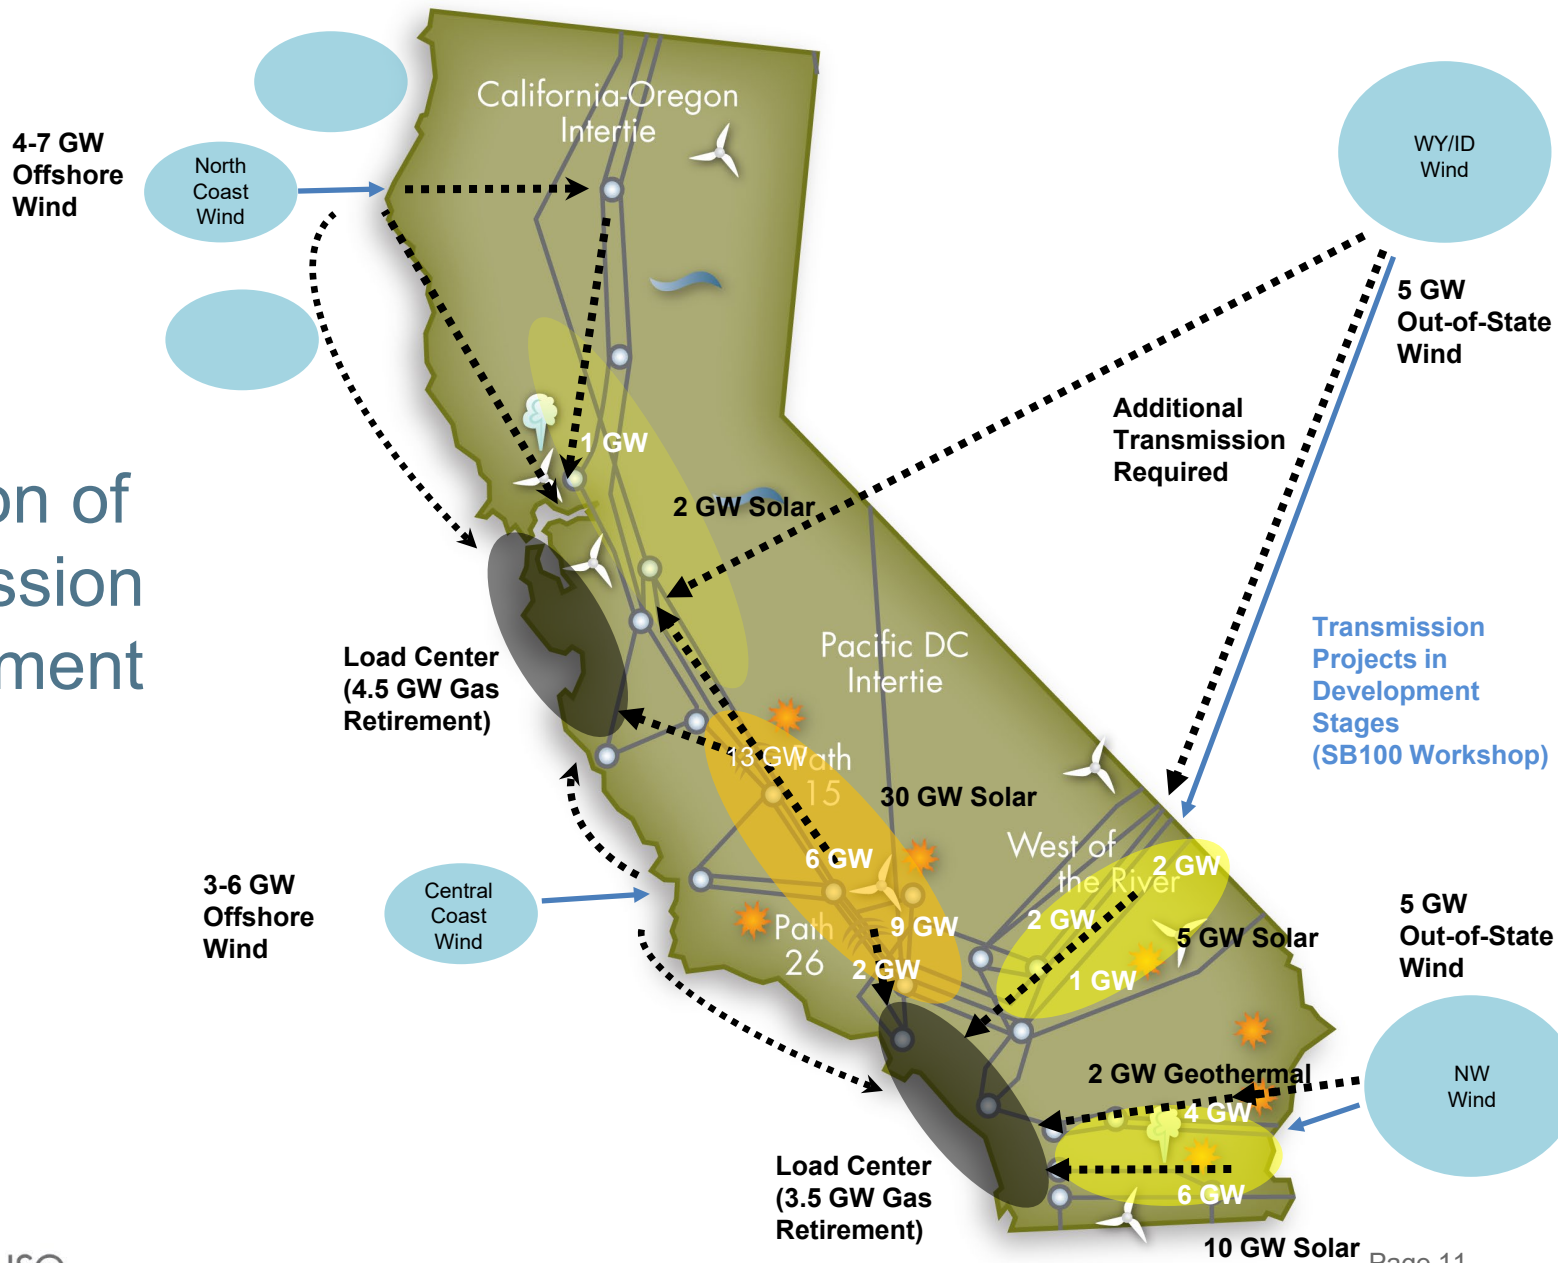 California-Oregon
Intertie
4-7 GW
Offshore
Wind
North
Coast
Wind
WY/ID
Wind
5 GW
Out-of-State
Wind
Additional
Transmission
Required
1 GW
2 GW Solar
on of
ssion
ment
Load Center
(4.5 GW Gas
Retirement)
Pacific DC
Intertie
Transmission
Projects in
Development
Stages
(SB100 Workshop)
13 GW
Path
15
30 GW Solar
6 GW
West of
the River
2 GW
2 GW
5 GW Solar
1 GW
3-6 GW
Offshore
Wind
Central
Coast
Wind
9 GW
Path
26
2 GW
5 GW
Out-of-State
Wind
NW
Wind
2 GW Geothermal
4 GW
6 GW
Load Center
(3.5 GW Gas
Retirement)
10 GW Solar
Page 11